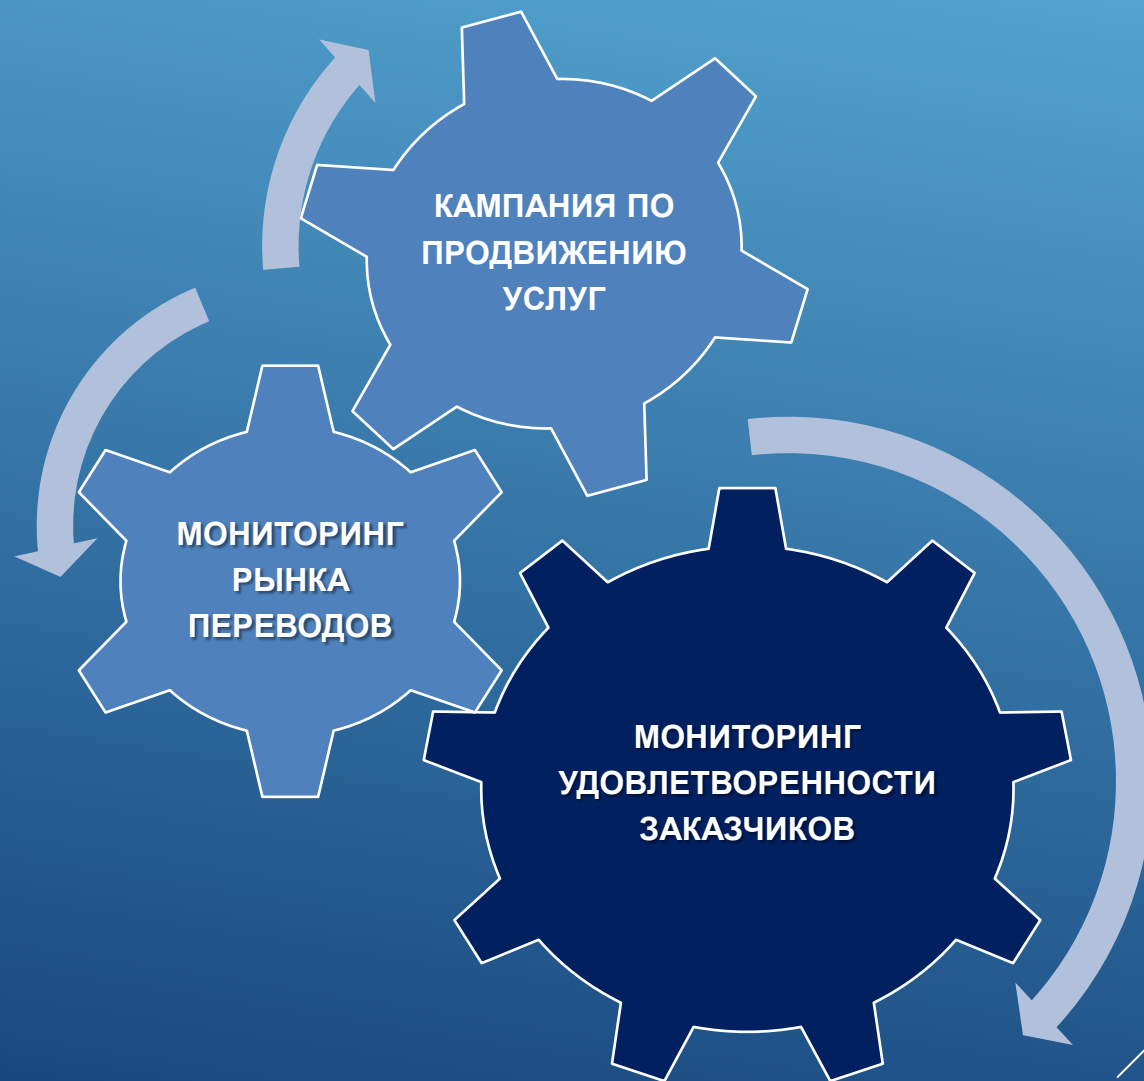 КАМПАНИЯ ПО
ПРОДВИЖЕНИЮ
УСЛУГ
МОНИТОРИНГ
РЫНКА
ПЕРЕВОДОВ
МОНИТОРИНГ
УДОВЛЕТВОРЕННОСТИ
ЗАКАЗЧИКОВ